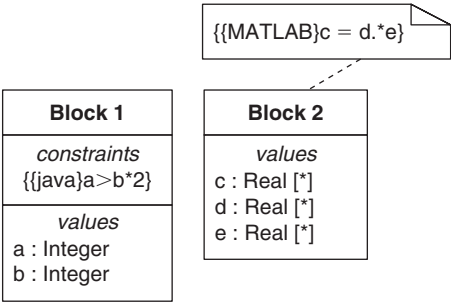 {{MATLAB}c = d.*e}
Block 1
constraints
{{java}a>b*2}
values
a : Integer
b : Integer
Block 2
values
c : Real [*]
d : Real [*]
e : Real [*]